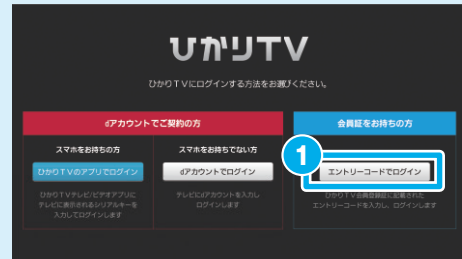 ひかりTV
ひかりTVにログインする方法をお選びください。
dアカウントでご契約の方
会員証をお持ちの方
スマホをお持ちの方
スマホをお持ちでない方
1
ひかりTVのアプリでログイン
dアカウントでログイン
エントリーコードでログイン
ひかりTVテレビ/ビデオアプリに
テレビに表示されるシリアルキーを
入力してログインします
テレビにdアカウントを入力し
ログインします
ひかりTV会員登録証に記載された
エントリーコードを入力し、ログインします